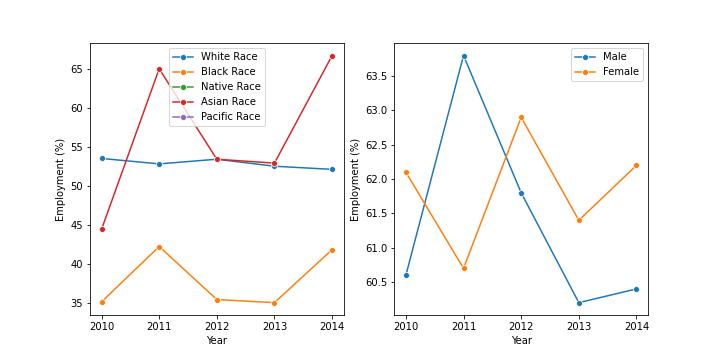 White Race
Black Race
Native Race
Asian Race
Pacific Race
65
60
55
50
45
40
35
Employment (%)
2010 2011 2012 2013 2014
Year
Male
Female
63.5
63.0
62.5
62.0
61.5
61.0
60.5
Employment (%)
2010 2011 2012 2013 2014
Year